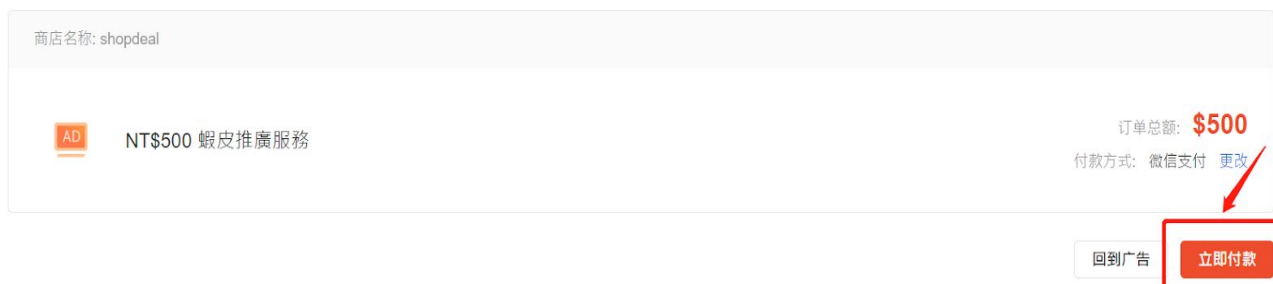 商店名称: shopdeal
AD
NT$500 蝦皮推廣服務
订单总额: $500
付款方式: 微信支付 更改
回到广告
立即付款